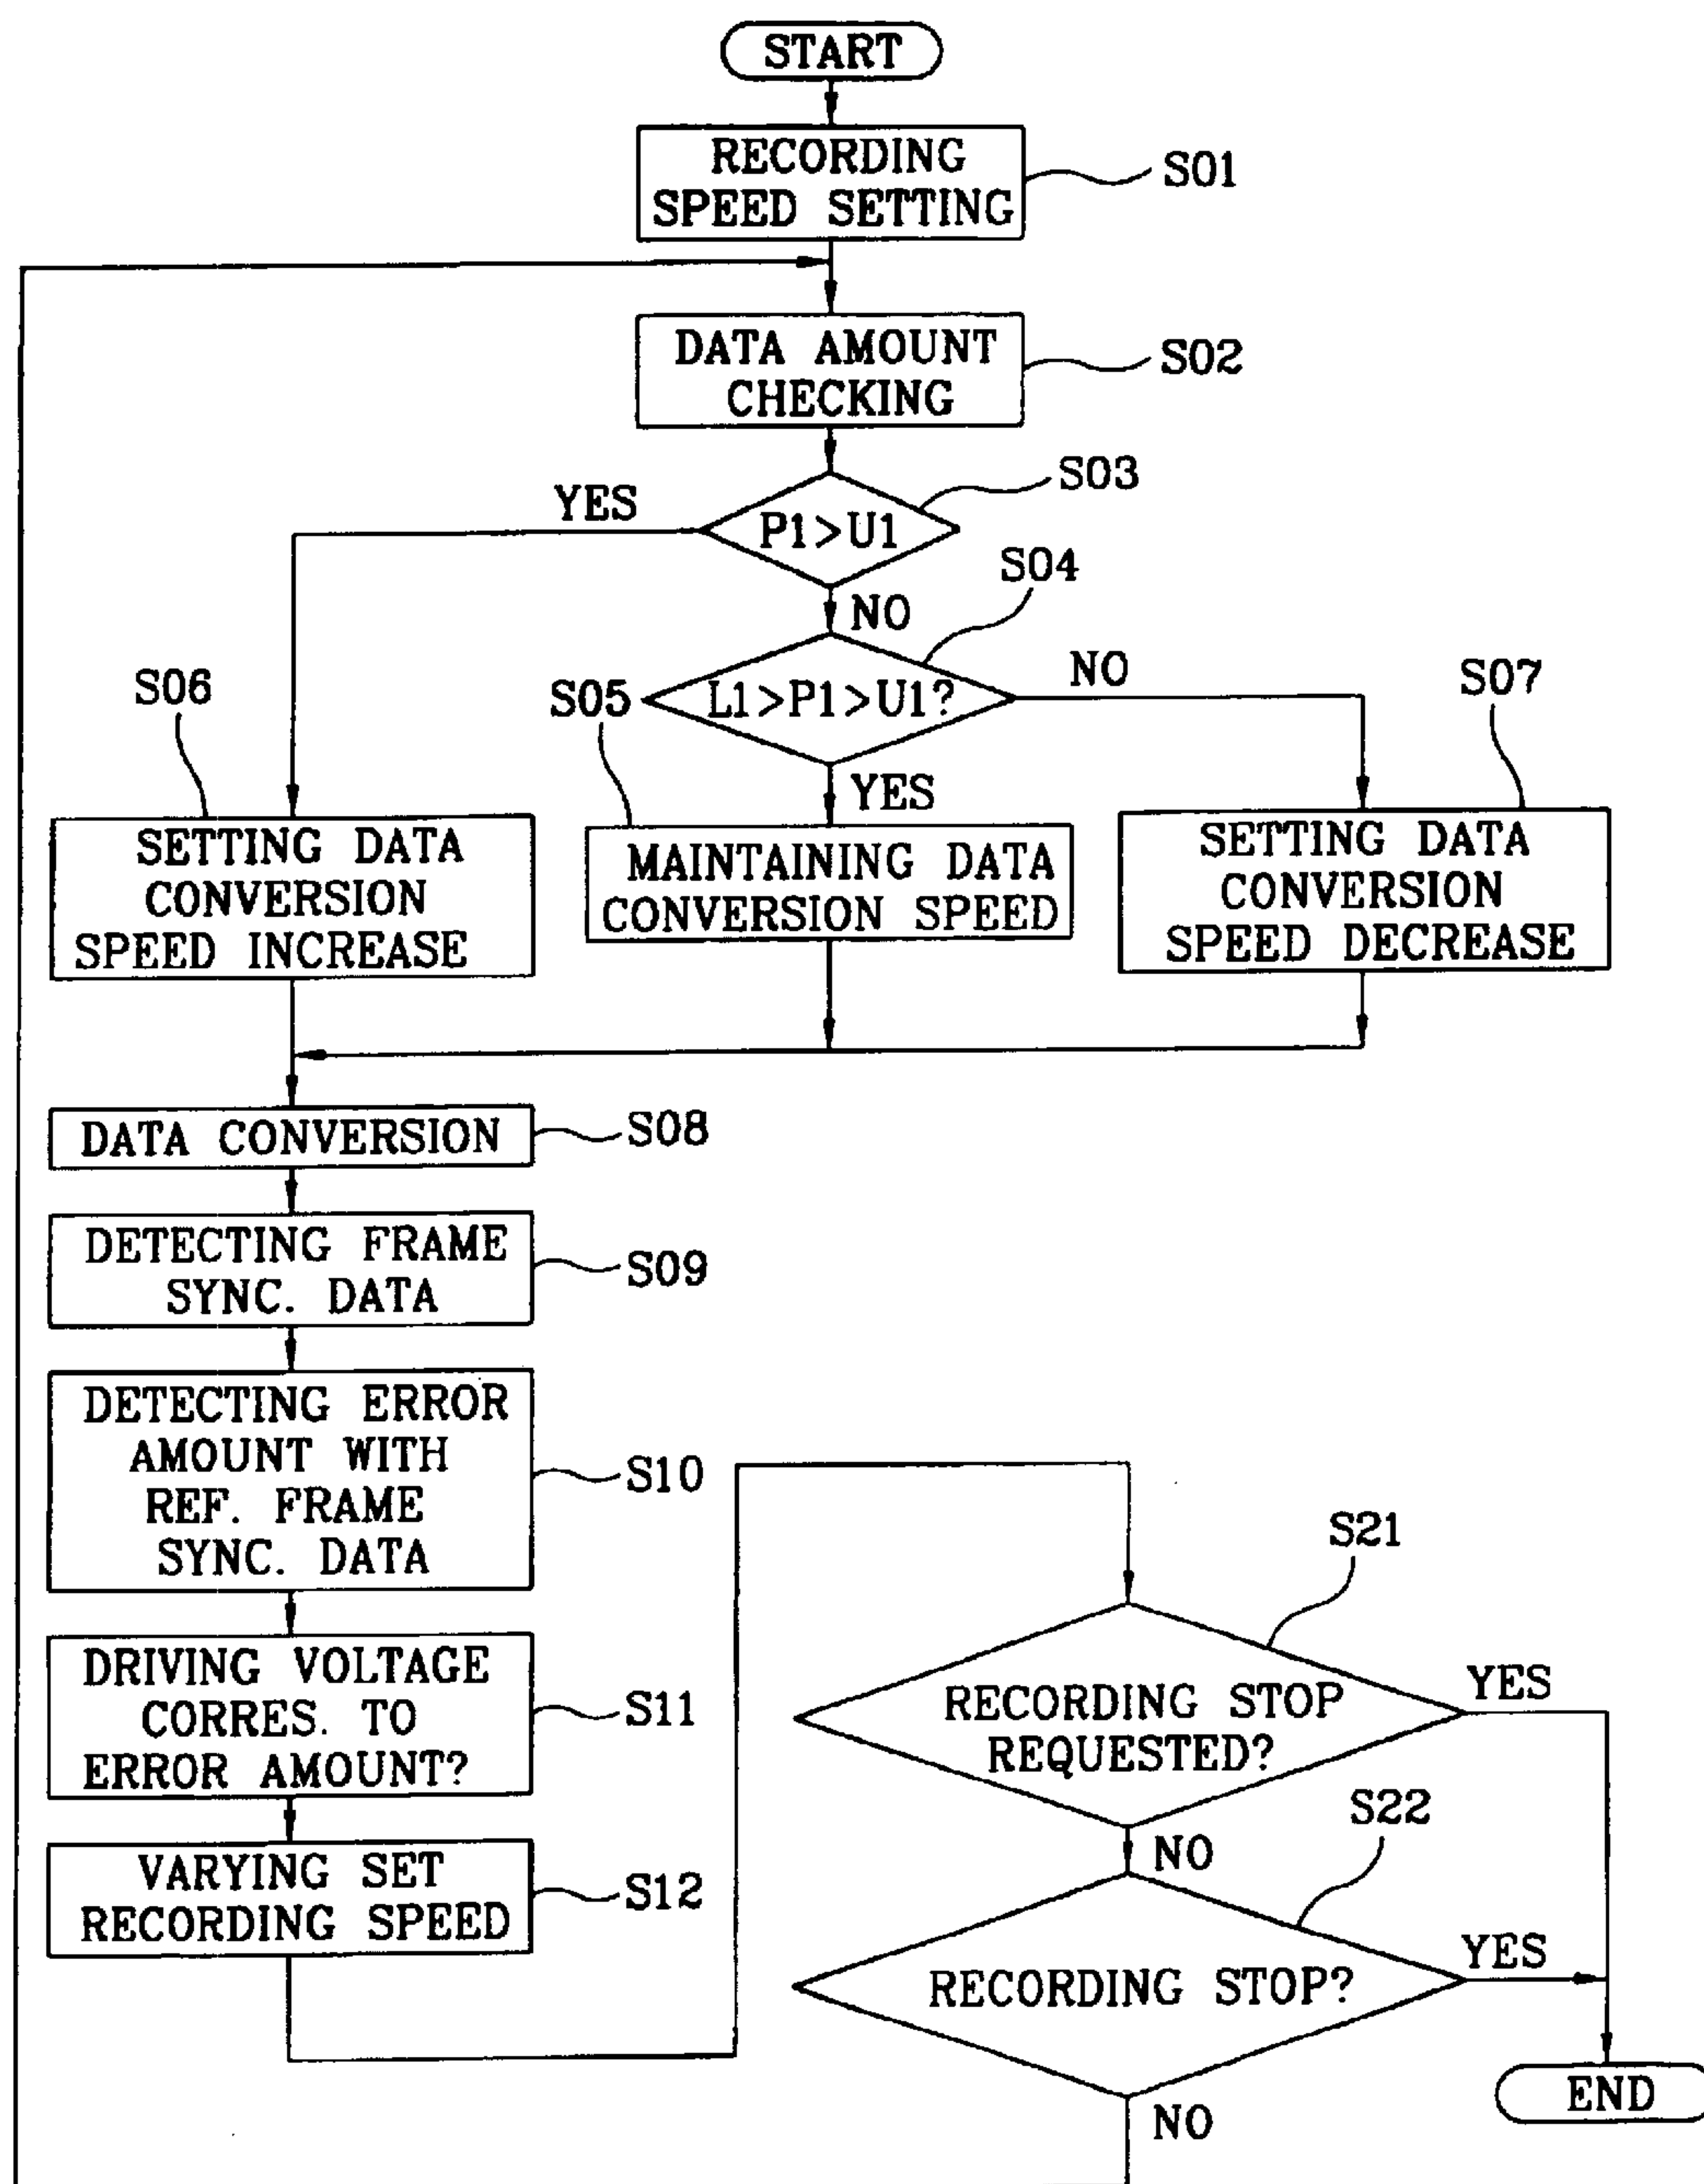 START
RECORDING
SPEED SETTING
S01
DATA AMOUNT
CHECKING
S02
S03
YES
P1>U1
NO
S04
L1>P1>U1?
NO
YES
S06
S05
S07
SETTING DATA
CONVERSION
SPEED INCREASE
MAINTAINING DATA
CONVERSION SPEED
SETTING DATA
CONVERSION
SPEED DECREASE
DATA CONVERSION
S08
DETECTING FRAME
SYNC. DATA
S09
DETECTING ERROR
AMOUNT WITH
REF. FRAME
SYNC. DATA
S10
DRIVING VOLTAGE
CORRES. TO
ERROR AMOUNT?
S11
VARYING SET
RECORDING SPEED
S12
S21
RECORDING STOP
REQUESTED?
YES
NO
S22
RECORDING STOP?
YES
NO
END